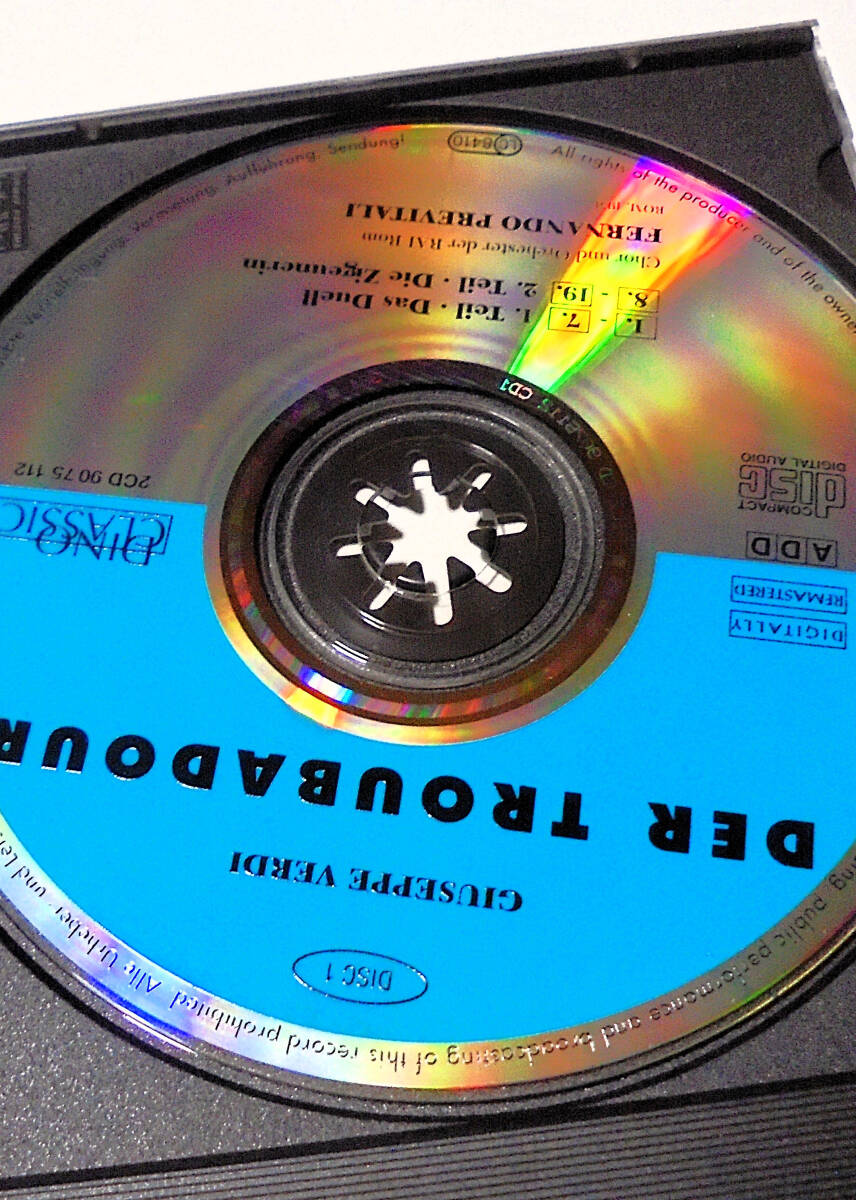 DISC 1
GIUSEPPE VERDI
DER TROUBADOUR
DIGITALLY
REMASTERED
ADD
COMPACT
disc
DIGITAL AUDIO
DINO
CLASSICS
2CD 90 75 112
1. - 7. 1. Teil · Das Duell
8. - 19. 2. Teil · Die Zigeunerin
Chor und Orchester der RAI Rom
FERNANDO PREVITALI
LC 8410
CD1
All rights of the producer and of the owner
public performance and broadcasting of this record prohibited. Alle Urheber- und
Vermietung, Aufführung, Sendung!